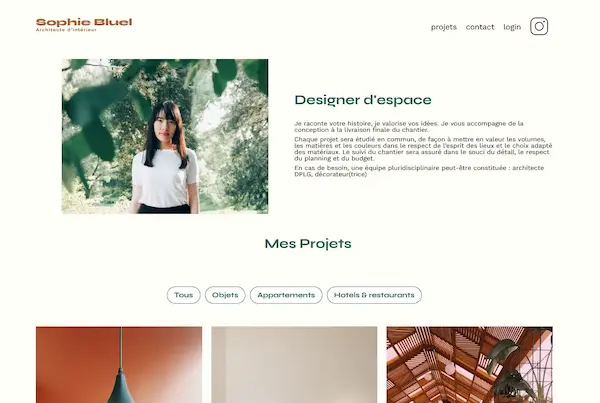 Sophie Bluel
Architecte d'intérieur
projets contact login
Designer d'espace
Je raconte votre histoire, je valorise vos idées. Je vous accompagne de la
conception à la livraison finale du chantier.
Chaque projet sera étudié en commun, de façon à mettre en valeur les volumes,
les matières et les couleurs dans le respect de l'esprit des lieux et le choix adapté
des matériaux. Le suivi du chantier sera assuré dans le souci du détail, le respect
du planning et du budget.
En cas de besoin, une équipe pluridisciplinaire peut-être constituée : architecte
DPLG, décorateur(trice)
Mes Projets
Tous Objets Appartements Hotels & restaurants